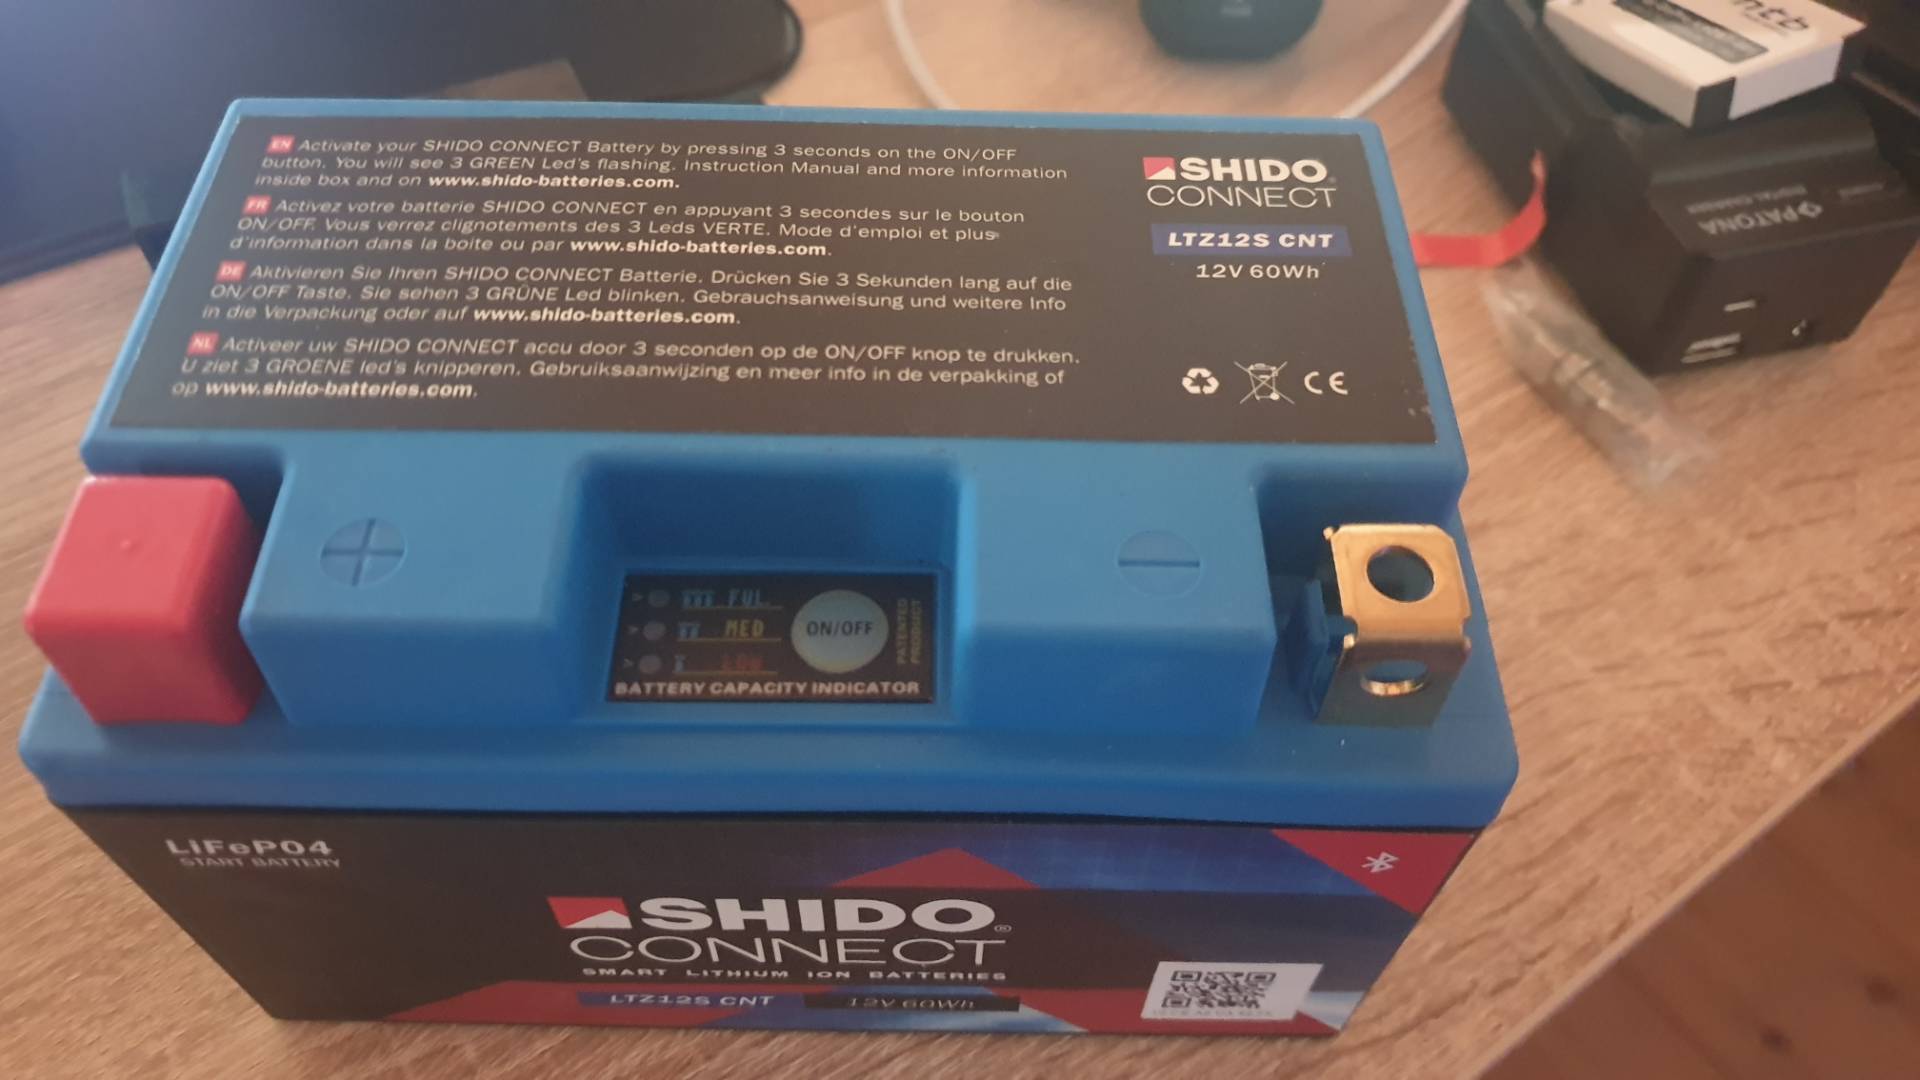 EN Activate your SHIDO CONNECT Battery by pressing 3 seconds on the ON/OFF
button. You will see 3 GREEN Led's flashing. Instruction Manual and more information
inside box and on www.shido-batteries.com.
FR Activez votre batterie SHIDO CONNECT en appuyant 3 secondes sur le bouton
ON/OFF. Vous verrez clignotements des 3 Leds VERTE. Mode d'emploi et plus
d'information dans la boite ou par www.shido-batteries.com.
DE Aktivieren Sie Ihren SHIDO CONNECT Batterie. Drücken Sie 3 Sekunden lang auf die
ON/OFF Taste. Sie sehen 3 GRÜNE Led blinken. Gebrauchsanweisung und weitere Info
in die Verpackung oder auf www.shido-batteries.com.
NL Activeer uw SHIDO CONNECT accu door 3 seconden op de ON/OFF knop te drukken.
U ziet 3 GROENE led's knipperen. Gebruiksaanwijzing en meer info in de verpakking of
op www.shido-batteries.com.
SHIDO
CONNECT
LTZ12S CNT
12V 60Wh
CE
FUL
MED
LOW
ON/OFF
PATENTED
PRODUCT
BATTERY CAPACITY INDICATOR
LiFePO4
START BATTERY
SHIDO®
CONNECT
SMART LITHIUM ION BATTERIES
LTZ12S CNT 12V 60Wh
ntb
PATONA